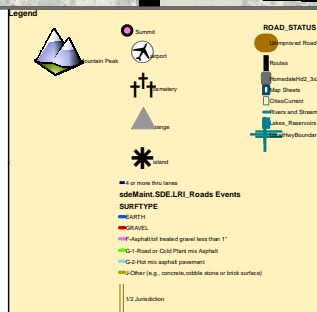 Legend
Mountain Peak
Summit
Airport
Cemetery
range
Island
4 or more thru lanes
sdeMaint.SDE.LRI_Roads Events
SURFTYPE
EARTH
GRAVEL
F-Asphalt/oil treated gravel less than 1"
G-1-Road or Cold Plant mix Asphalt
G-2-Hot mix asphalt pavement
J-Other (e.g., concrete,cobble stone or brick surface)
1/2 Jurisdiction
ROAD_STATUS
Unimproved Road
Routes
HomedaleHd2_3x
Map Sheets
CitiesCurrent
Rivers and Stream
Lakes_Reservoirs
HwyBoundar